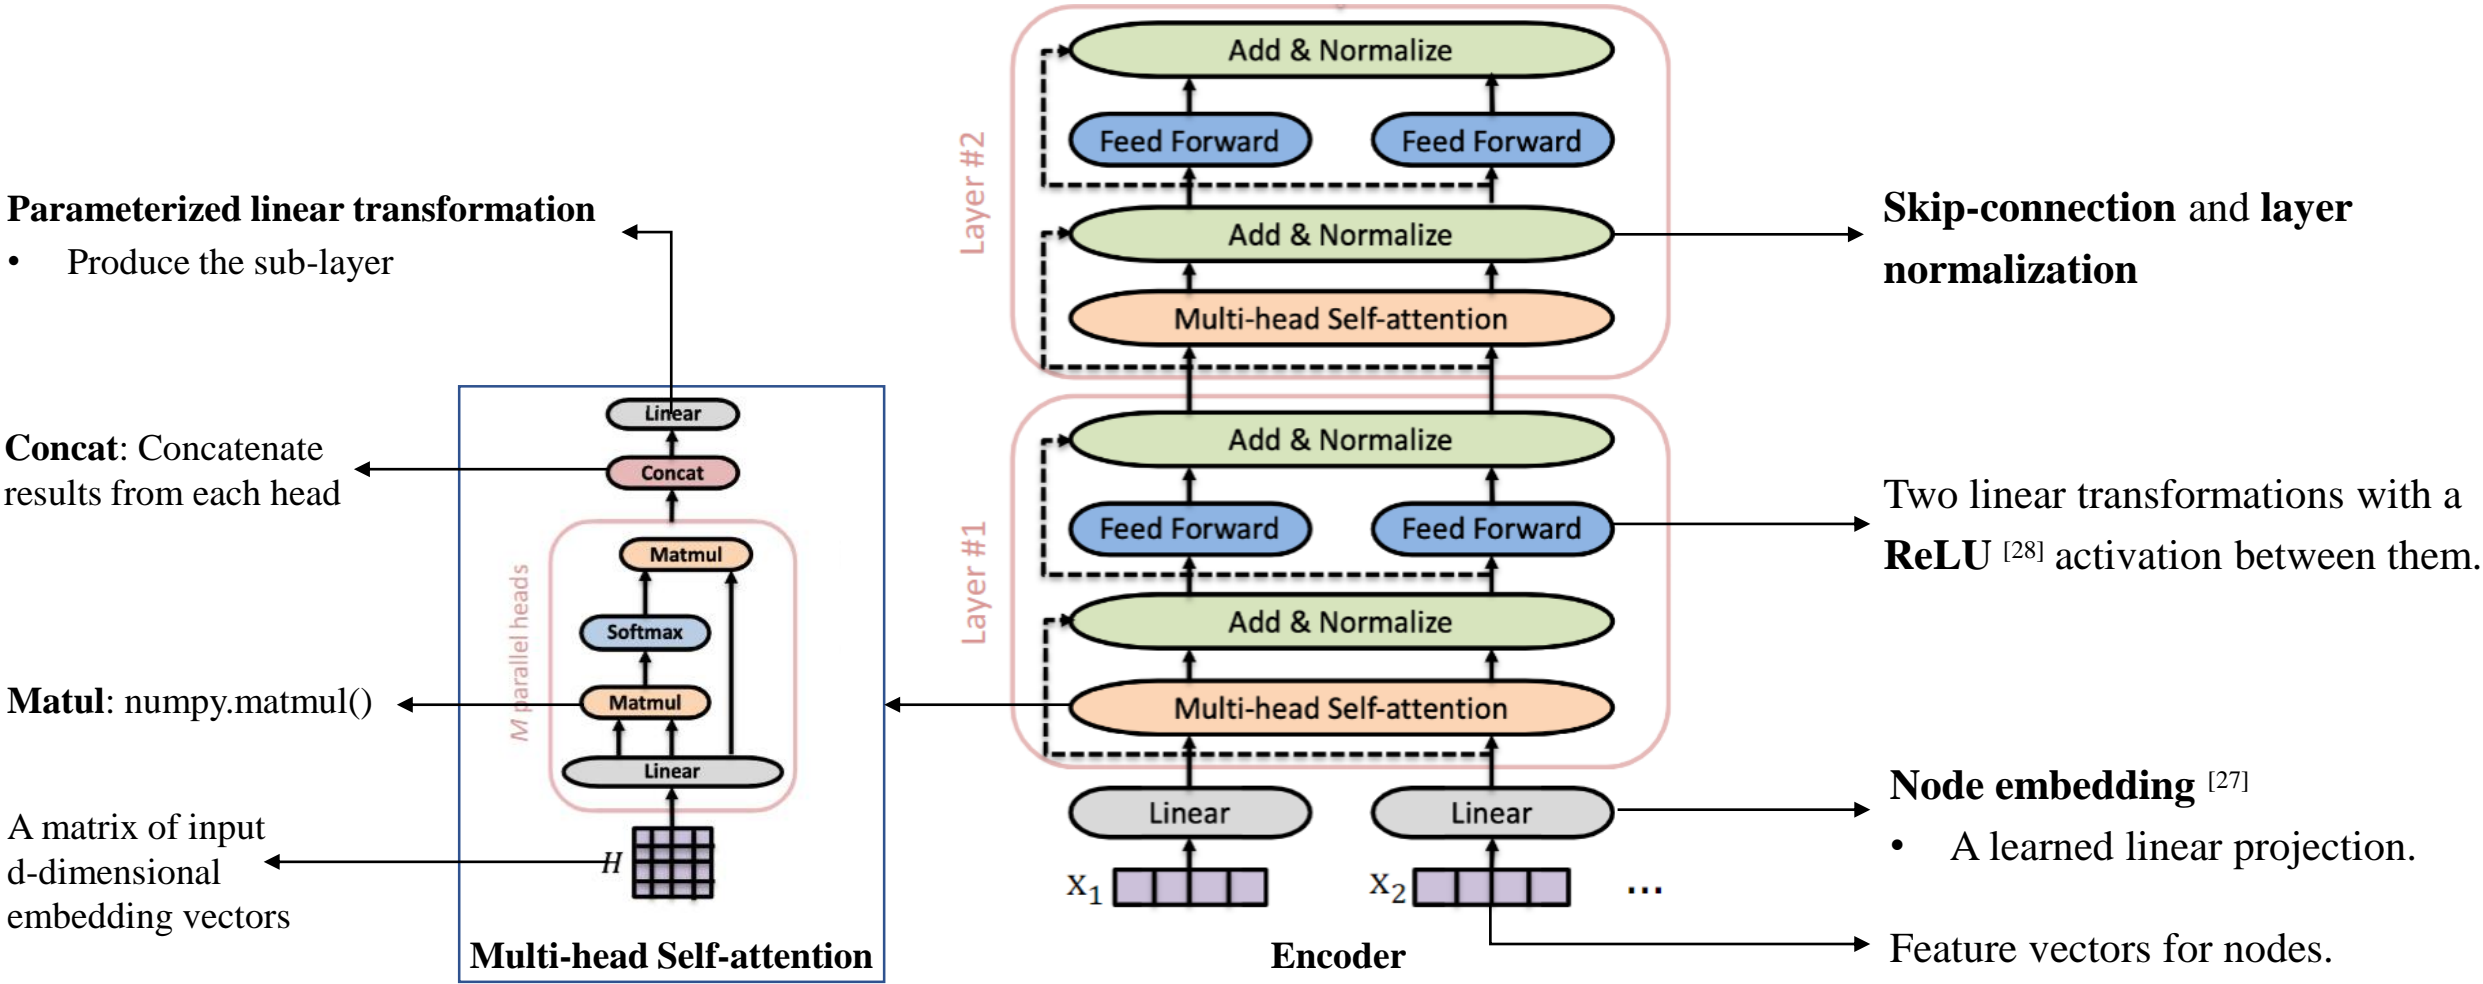 Parameterized linear transformation
• Produce the sub-layer
Concat: Concatenate
results from each head
Matul: numpy.matmul()
A matrix of input
d-dimensional
embedding vectors
Linear
Concat
Matmul
Softmax
Matmul
Linear
M parallel heads
H
Multi-head Self-attention
Layer #2
Add & Normalize
Feed Forward
Feed Forward
Add & Normalize
Multi-head Self-attention
Layer #1
Add & Normalize
Feed Forward
Feed Forward
Add & Normalize
Multi-head Self-attention
Linear
Linear
x1
x2
...
Encoder
Skip-connection and layer
normalization
Two linear transformations with a
ReLU [28] activation between them.
Node embedding [27]
• A learned linear projection.
Feature vectors for nodes.